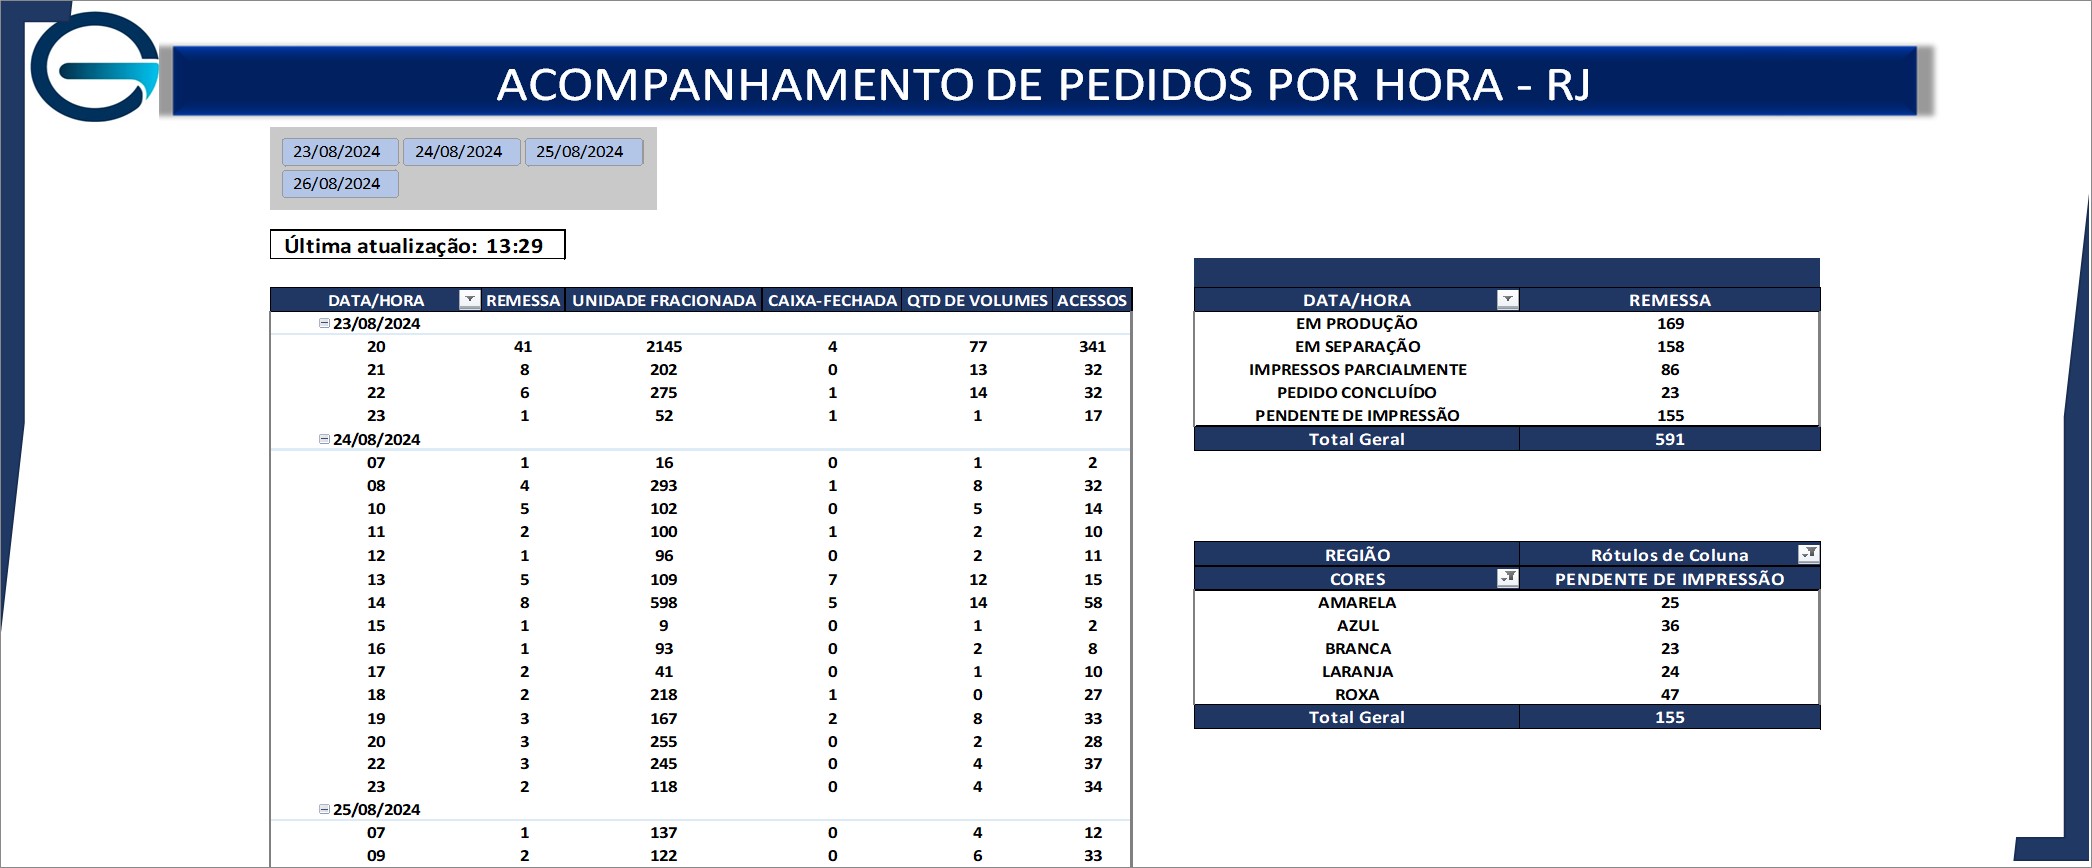 ACOMPANHAMENTO DE PEDIDOS POR HORA - RJ
23/08/2024 24/08/2024 25/08/2024
26/08/2024
Última atualização: 13:29
DATA/HORA REMESSA UNIDADE FRACIONADA CAIXA-FECHADA QTD DE VOLUMES ACESSOS
23/08/2024
20 41 2145 4 77 341
21 8 202 0 13 32
22 6 275 1 14 32
23 1 52 1 1 17
24/08/2024
07 1 16 0 1 2
08 4 293 1 8 32
10 5 102 0 5 14
11 2 100 1 2 10
12 1 96 0 2 11
13 5 109 7 12 15
14 8 598 5 14 58
15 1 9 0 1 2
16 1 93 0 2 8
17 2 41 0 1 10
18 2 218 1 0 27
19 3 167 2 8 33
20 3 255 0 2 28
22 3 245 0 4 37
23 2 118 0 4 34
25/08/2024
07 1 137 0 4 12
09 2 122 0 6 33
DATA/HORA REMESSA
EM PRODUÇÃO 169
EM SEPARAÇÃO 158
IMPRESSOS PARCIALMENTE 86
PEDIDO CONCLUÍDO 23
PENDENTE DE IMPRESSÃO 155
Total Geral 591
REGIÃO Rótulos de Coluna
CORES PENDENTE DE IMPRESSÃO
AMARELA 25
AZUL 36
BRANCA 23
LARANJA 24
ROXA 47
Total Geral 155